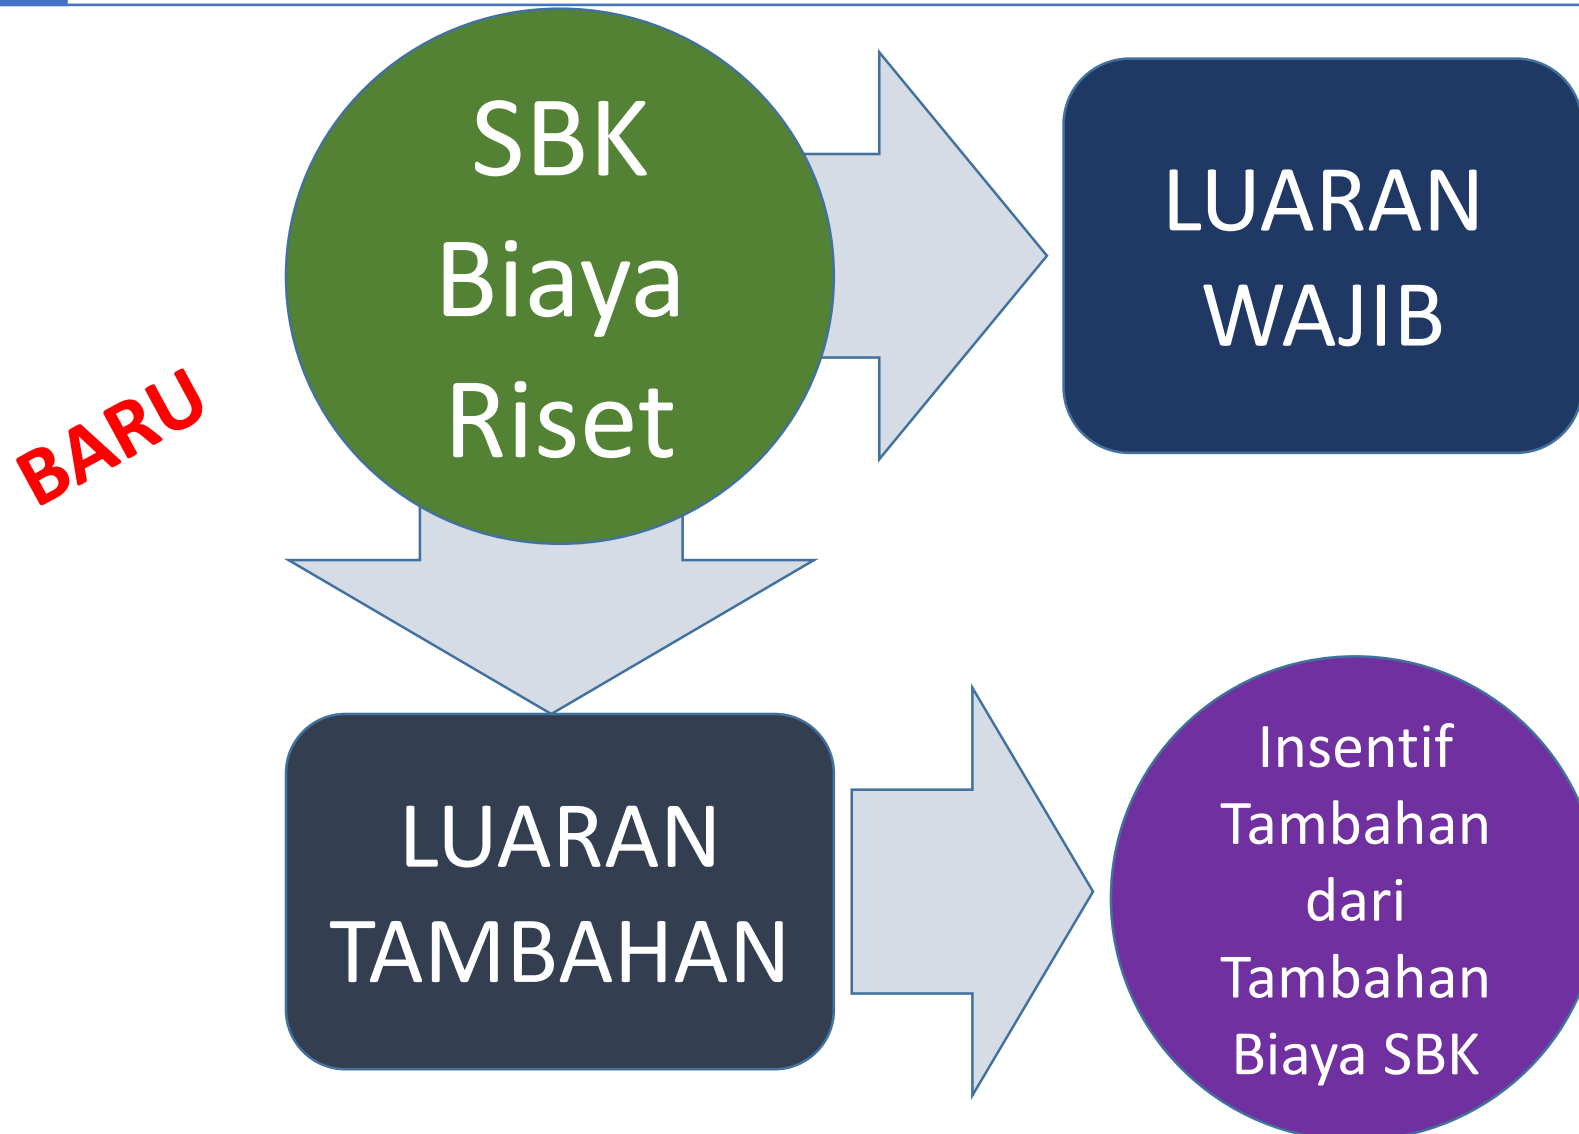 SBK
Biaya
Riset
LUARAN
WAJIB
BARU
LUARAN
TAMBAHAN
Insentif
Tambahan
dari
Tambahan
Biaya SBK